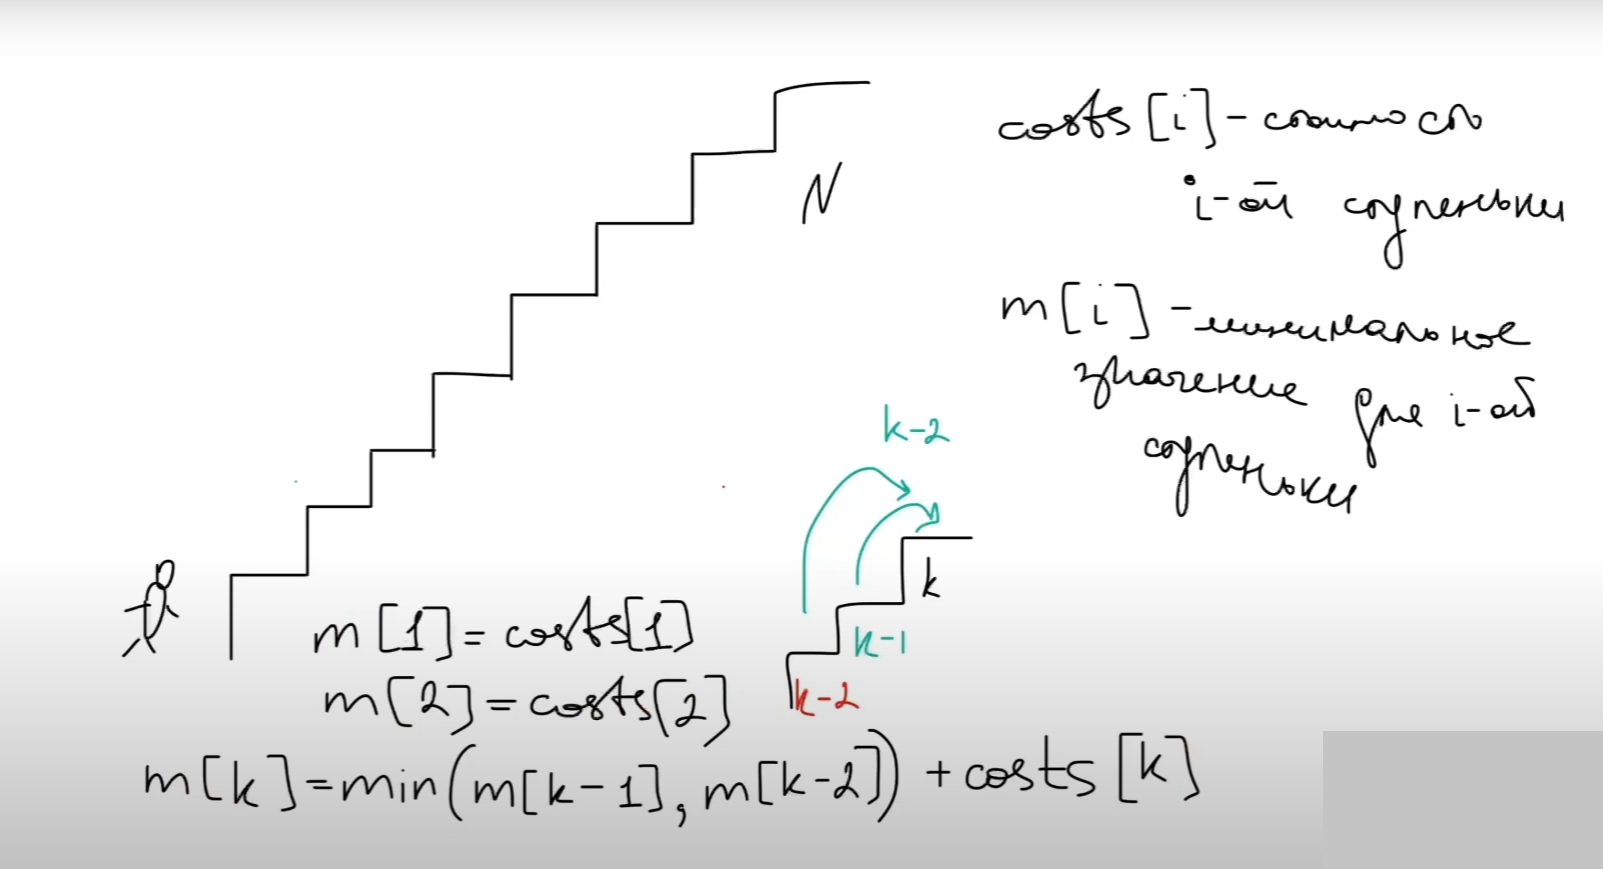 costs [i] - стоимость
i-ой ступеньки
N
m[i] - минимальное
значение для i-ой
ступеньки
k-2
k
k-1
k-2
m[1] = costs[1]
m[2] = costs[2]
m[k] = min(m[k-1], m[k-2]) + costs [k]